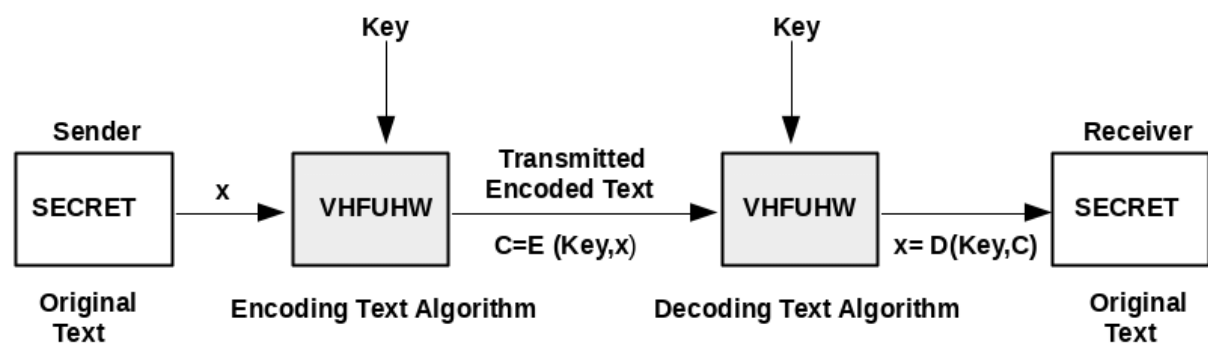 Key
Key
Sender
Receiver
Transmitted
Encoded Text
SECRET
x
VHFUHW
VHFUHW
SECRET
C=E (Key,x)
x= D(Key,C)
Original
Text
Encoding Text Algorithm
Decoding Text Algorithm
Original
Text